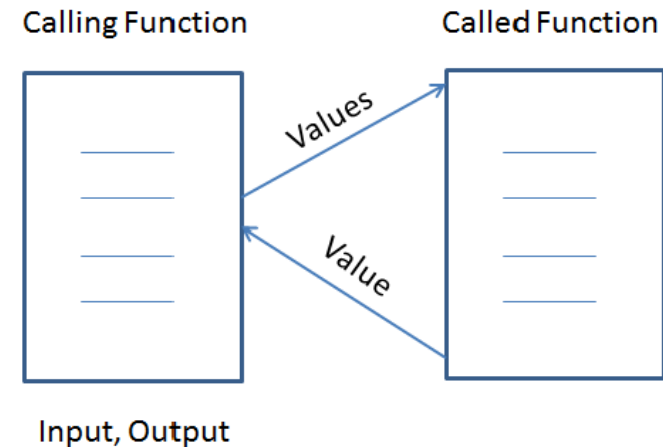 Calling Function
Called Function
Values
Value
Input, Output